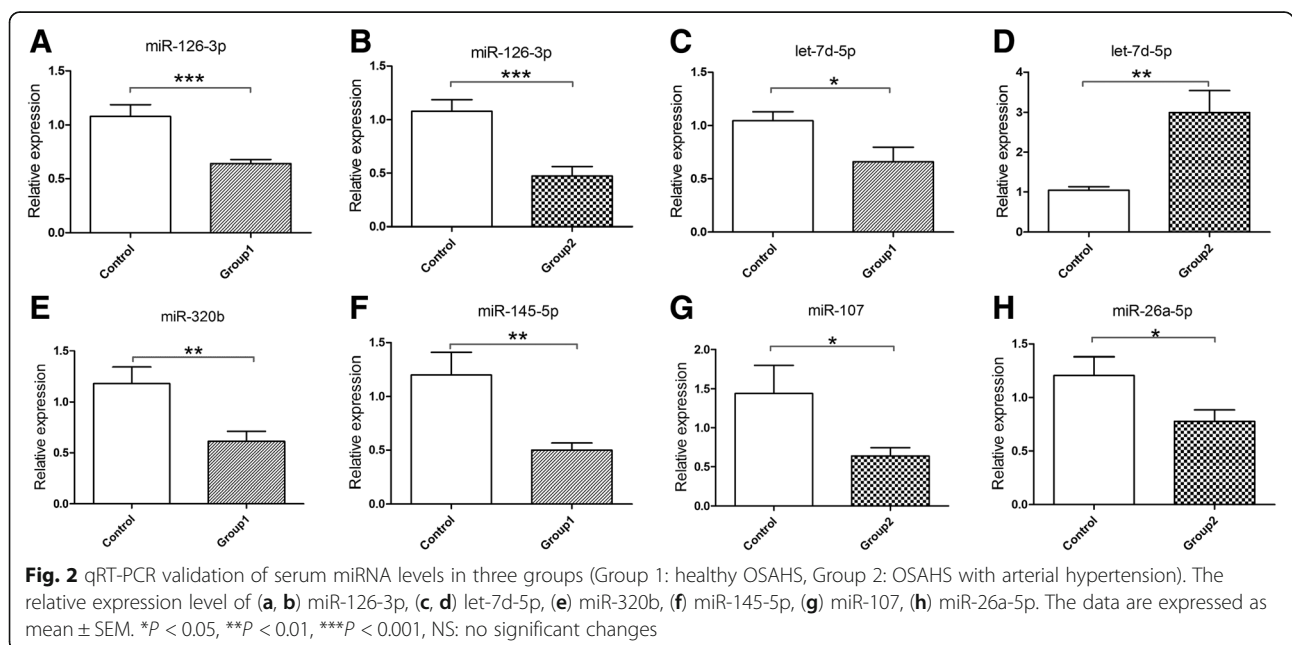 A
miR-126-3p
Relative expression
1.5
1.0
0.5
0.0
***
Control
Group1
B
miR-126-3p
Relative expression
1.5
1.0
0.5
0.0
***
Control
Group2
C
let-7d-5p
Relative expression
1.5
1.0
0.5
0.0
*
Control
Group1
D
let-7d-5p
Relative expression
4
3
2
1
0
**
Control
Group2
E
miR-320b
Relative expression
1.5
1.0
0.5
0.0
**
Control
Group1
F
miR-145-5p
Relative expression
1.5
1.0
0.5
0.0
**
Control
Group1
G
miR-107
Relative expression
2.0
1.5
1.0
0.5
0.0
*
Control
Group2
H
miR-26a-5p
Relative expression
1.5
1.0
0.5
0.0
*
Control
Group2
Fig. 2 qRT-PCR validation of serum miRNA levels in three groups (Group 1: healthy OSAHS, Group 2: OSAHS with arterial hypertension). The
relative expression level of (a, b) miR-126-3p, (c, d) let-7d-5p, (e) miR-320b, (f) miR-145-5p, (g) miR-107, (h) miR-26a-5p. The data are expressed as
mean ± SEM. *P < 0.05, **P < 0.01, ***P < 0.001, NS: no significant changes